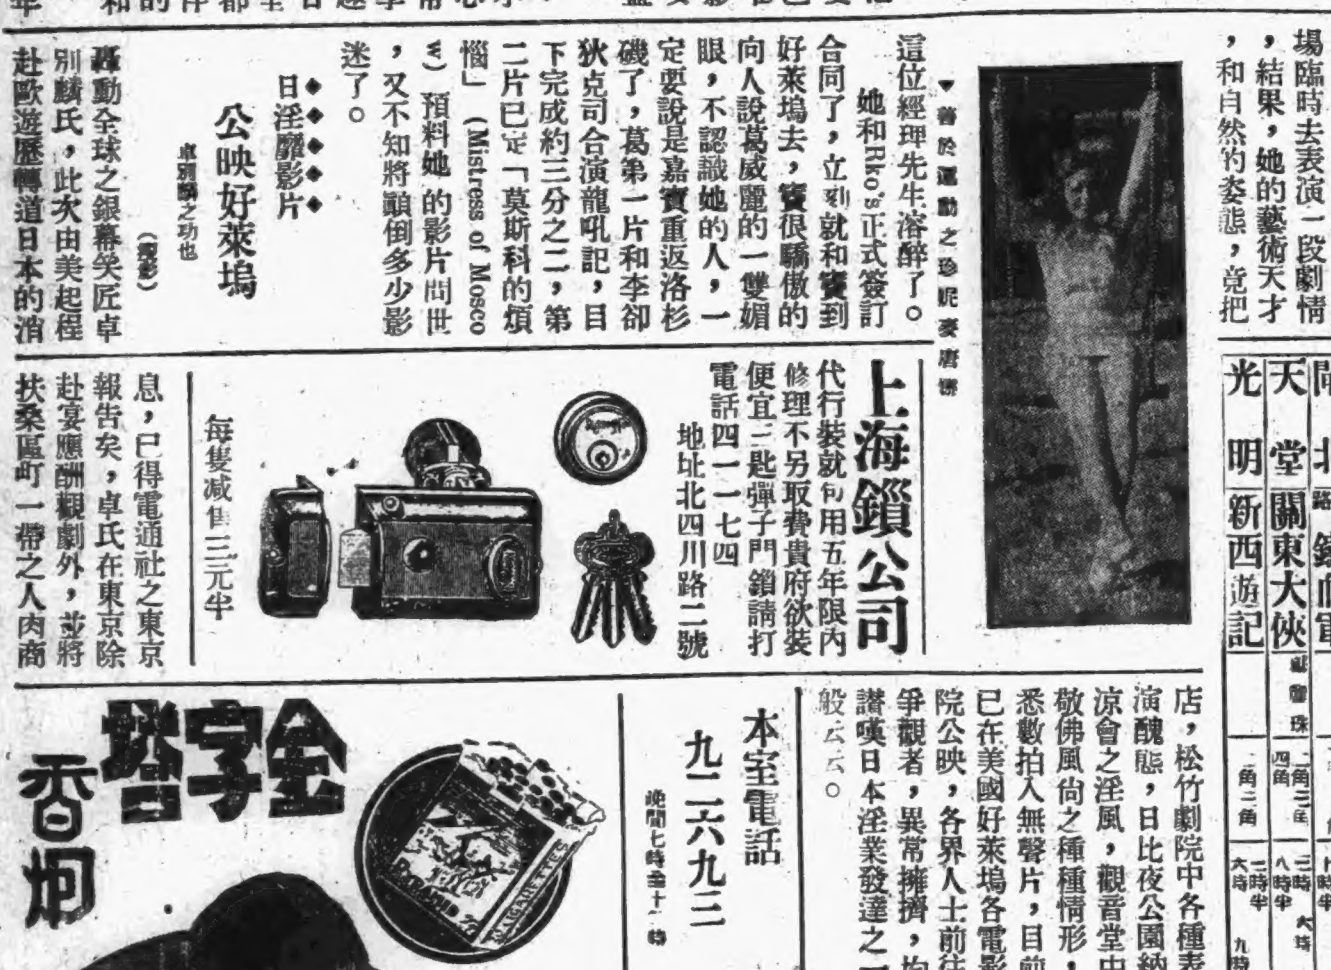 場臨時去表演一段劇情
，結果，她的藝術天才
，和自然的姿態，竟把
▼善於運動之珍妮麥唐娜
這位經理先生溶醉了。
她和Rko's正式簽訂
合同了，立刻就和寶到
好萊塢去，寶很驕傲的
向人說葛威麗的一雙媚
眼，不認識她的人，一
定要說是嘉寶重返洛杉
磯了，葛第一片和李卻
狄克司合演龍吼記，目
下完成約三分之二，第
二片已定「莫斯科的煩
惱」（Mistress of Mosco
w）預料她的影片問世
，又不知將顚倒多少影
迷了。
◆◆◆◆◆
日淫靡影片
公映好萊塢
卓別麟之功也
轟動全球之銀幕笑匠卓
別麟氏，此次由美起程
赴歐遊歷轉道日本的消
息，已得電通社之東京
報告矣，卓氏在東京除
赴宴應酬觀劇外，並將
扶桑區町一帶之人肉商
店，松竹劇院中各種表
演醜態，日比夜公園納
涼會之淫風，觀音堂中
敬佛風尙之種種情形，
悉數拍入無聲片，目前
已在美國好萊塢各電影
院公映，各界人士前往
爭觀者，異常擁擠，均
讃嘆日本淫業發達之一
般云云。
上海鎖公司
代行裝就可用五年限內
修理不另取費貴府欲裝
便宜三匙彈子門鎖請打
電話四一一七四
地址北四川路二號
每隻减售三元半
天堂
關東大俠
光明
新西遊記
二角三角
本室電話
九二六九三
晚間七時至十一時
金字塔
香烟